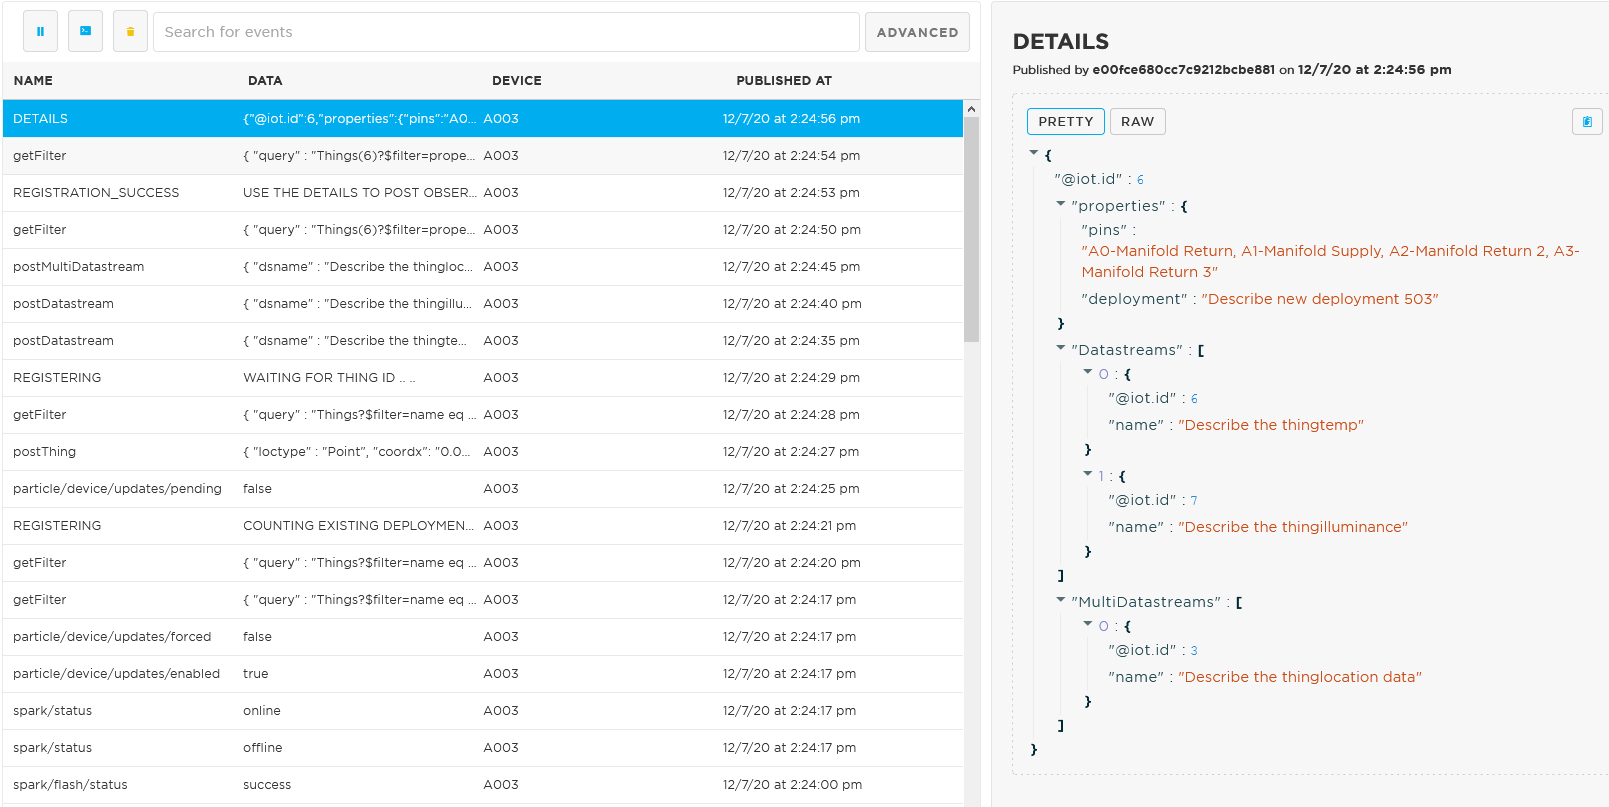 Search for events
ADVANCED
NAME DATA DEVICE PUBLISHED AT
DETAILS {"@iot.id":6,"properties":{"pins":"A0... A003 12/7/20 at 2:24:56 pm
getFilter { "query" : "Things(6)?$filter=prope... A003 12/7/20 at 2:24:54 pm
REGISTRATION_SUCCESS USE THE DETAILS TO POST OBSER... A003 12/7/20 at 2:24:53 pm
getFilter { "query" : "Things(6)?$filter=prope... A003 12/7/20 at 2:24:50 pm
postMultiDatastream { "dsname" : "Describe the thingloc... A003 12/7/20 at 2:24:45 pm
postDatastream { "dsname" : "Describe the thingillu... A003 12/7/20 at 2:24:40 pm
postDatastream { "dsname" : "Describe the thingte... A003 12/7/20 at 2:24:35 pm
REGISTERING WAITING FOR THING ID .. .. A003 12/7/20 at 2:24:29 pm
getFilter { "query" : "Things?$filter=name eq ... A003 12/7/20 at 2:24:28 pm
postThing { "loctype" : "Point", "coordx": "0.0... A003 12/7/20 at 2:24:27 pm
particle/device/updates/pending false A003 12/7/20 at 2:24:25 pm
REGISTERING COUNTING EXISTING DEPLOYMEN... A003 12/7/20 at 2:24:21 pm
getFilter { "query" : "Things?$filter=name eq ... A003 12/7/20 at 2:24:20 pm
getFilter { "query" : "Things?$filter=name eq ... A003 12/7/20 at 2:24:17 pm
particle/device/updates/forced false A003 12/7/20 at 2:24:17 pm
particle/device/updates/enabled true A003 12/7/20 at 2:24:17 pm
spark/status online A003 12/7/20 at 2:24:17 pm
spark/status offline A003 12/7/20 at 2:24:17 pm
spark/flash/status success A003 12/7/20 at 2:24:00 pm
DETAILS
Published by e00fce680cc7c9212bcbe881 on 12/7/20 at 2:24:56 pm
PRETTY RAW
{
"@iot.id" : 6
"properties" : {
"pins" :
"A0-Manifold Return, A1-Manifold Supply, A2-Manifold Return 2, A3-
Manifold Return 3"
"deployment" : "Describe new deployment 503"
}
"Datastreams" : [
0 : {
"@iot.id" : 6
"name" : "Describe the thingtemp"
}
1 : {
"@iot.id" : 7
"name" : "Describe the thingilluminance"
}
]
"MultiDatastreams" : [
0 : {
"@iot.id" : 3
"name" : "Describe the thinglocation data"
}
]
}